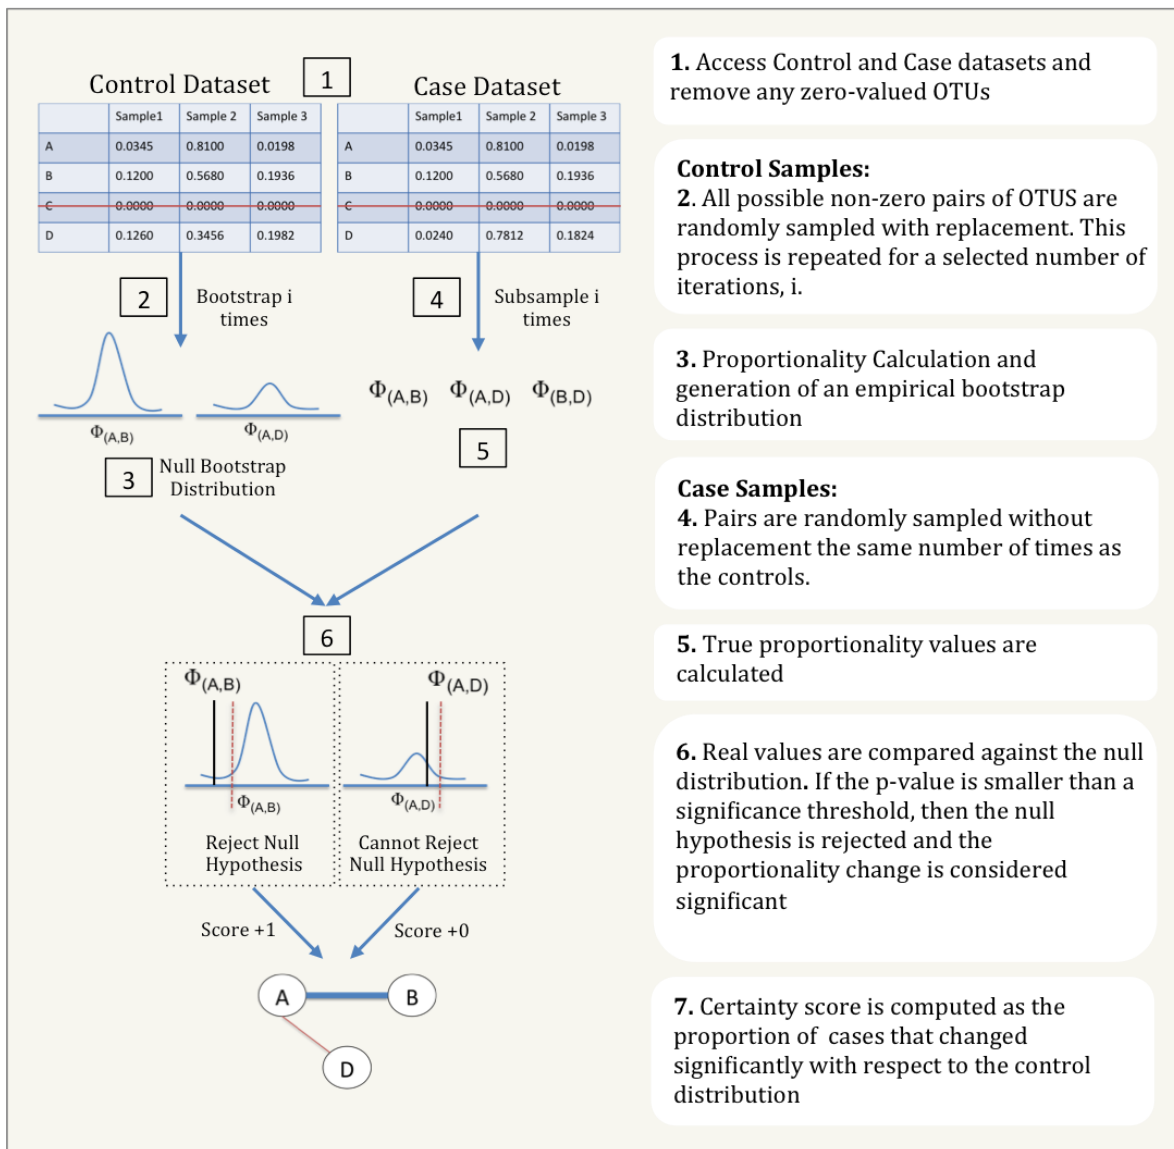 Control Dataset
1
Case Dataset
Sample1 Sample 2 Sample 3
A 0.0345 0.8100 0.0198
B 0.1200 0.5680 0.1936
C 0.0000 0.0000 0.0000
D 0.1260 0.3456 0.1982
Sample1 Sample 2 Sample 3
A 0.0345 0.8100 0.0198
B 0.1200 0.5680 0.1936
C 0.0000 0.0000 0.0000
D 0.0240 0.7812 0.1824
2
Bootstrap i
times
4
Subsample i
times
Φ(A,B)
Φ(A,D)
Φ(A,B) Φ(A,D) Φ(B,D)
3
Null Bootstrap
Distribution
5
6
Φ(A,B)
Φ(A,B)
Reject Null
Hypothesis
Φ(A,D)
Φ(A,D)
Cannot Reject
Null Hypothesis
Score +1
Score +0
A
B
D
1. Access Control and Case datasets and
remove any zero-valued OTUs
Control Samples:
2. All possible non-zero pairs of OTUS are
randomly sampled with replacement. This
process is repeated for a selected number of
iterations, i.
3. Proportionality Calculation and
generation of an empirical bootstrap
distribution
Case Samples:
4. Pairs are randomly sampled without
replacement the same number of times as
the controls.
5. True proportionality values are
calculated
6. Real values are compared against the null
distribution. If the p-value is smaller than a
significance threshold, then the null
hypothesis is rejected and the
proportionality change is considered
significant
7. Certainty score is computed as the
proportion of cases that changed
significantly with respect to the control
distribution